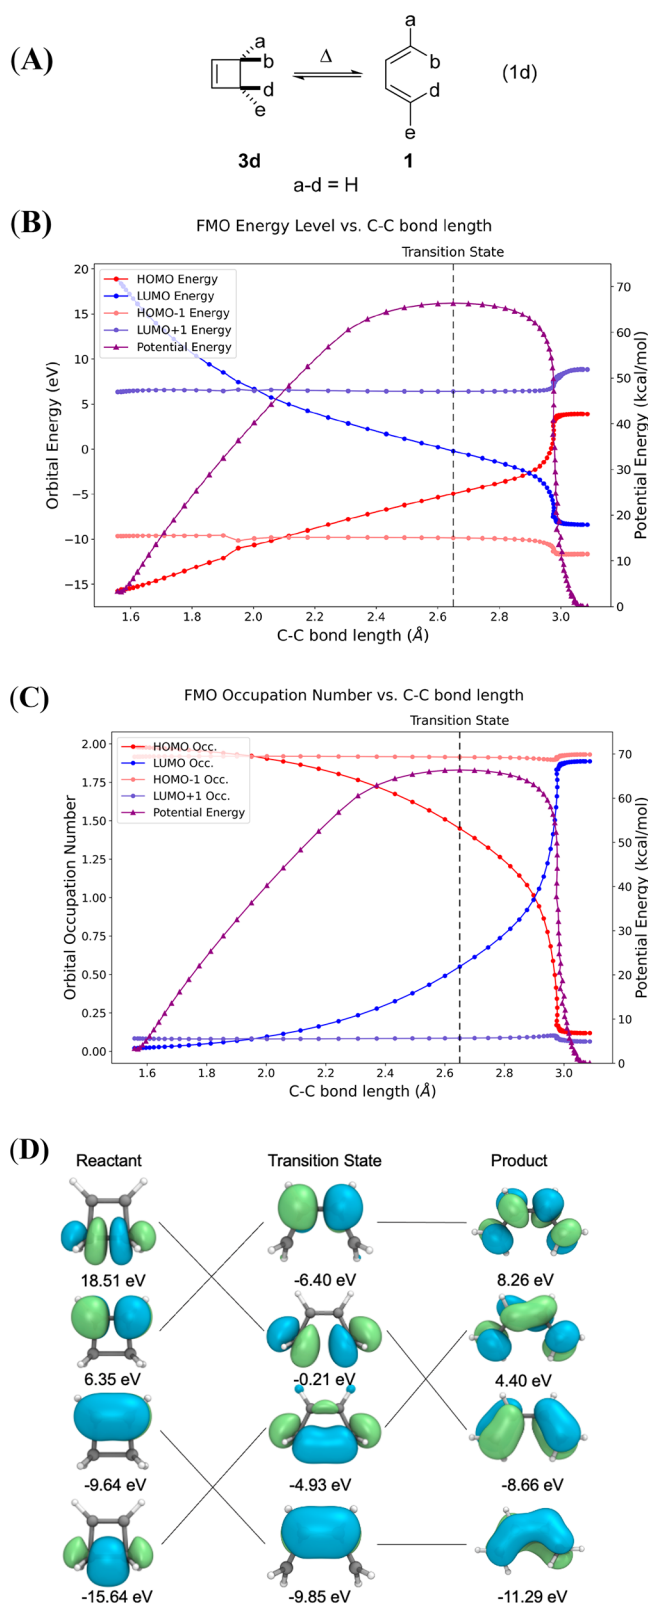 (A)
a
b
d
e
Δ
a
b
d
e
(1d)
3d
1
a-d = H
(B)
FMO Energy Level vs. C-C bond length
Transition State
HOMO Energy
LUMO Energy
HOMO-1 Energy
LUMO+1 Energy
Potential Energy
20
15
10
5
0
−5
−10
−15
Orbital Energy (eV)
70
60
50
40
30
20
10
0
Potential Energy (kcal/mol)
1.6 1.8 2.0 2.2 2.4 2.6 2.8 3.0
C-C bond length (Å)
(C)
FMO Occupation Number vs. C-C bond length
Transition State
HOMO Occ.
LUMO Occ.
HOMO-1 Occ.
LUMO+1 Occ.
Potential Energy
2.00
1.75
1.50
1.25
1.00
0.75
0.50
0.25
0.00
Orbital Occupation Number
70
60
50
40
30
20
10
0
Potential Energy (kcal/mol)
1.6 1.8 2.0 2.2 2.4 2.6 2.8 3.0
C-C bond length (Å)
(D)
Reactant Transition State Product
18.51 eV -6.40 eV 8.26 eV
6.35 eV -0.21 eV 4.40 eV
-9.64 eV -4.93 eV -8.66 eV
-15.64 eV -9.85 eV -11.29 eV